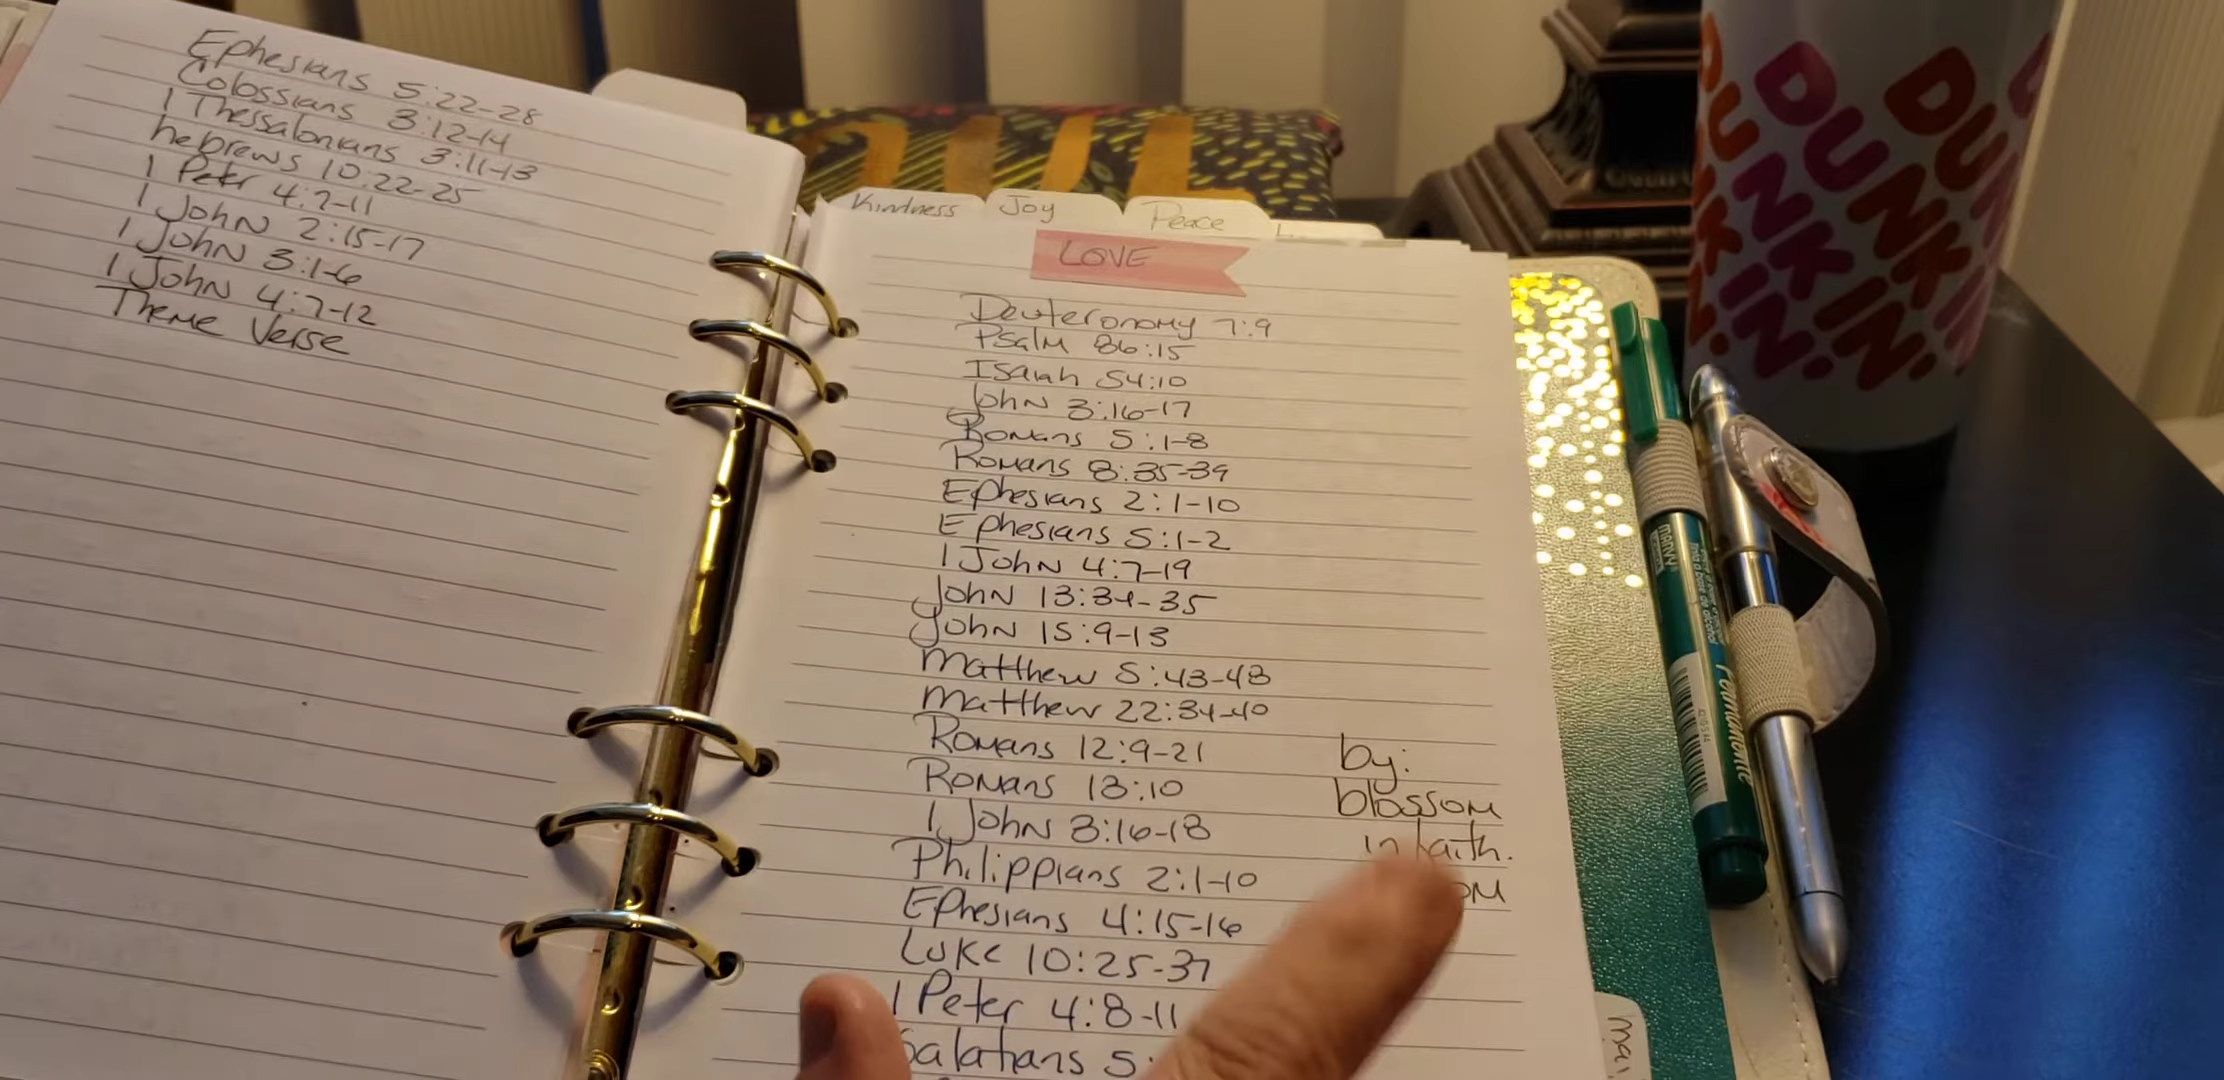 Ephesians 5:22-28
Colossians 3:12-14
1 Thessalonians 3:11-13
hebrews 10:22-25
1 Peter 4:7-11
1 John 2:15-17
1 John 3:1-6
1 John 4:7-12
Theme Verse
Kindness
Joy
Peace
LOVE
Deuteronomy 7:9
Psalm 86:15
Isaiah 54:10
John 3:16-17
Romans 5:1-8
Romans 8:35-39
Ephesians 2:1-10
Ephesians 5:1-2
1 John 4:7-19
John 13:34-35
John 15:9-13
Matthew 5:43-48
Matthew 22:34-40
Romans 12:9-21
Romans 13:10
1 John 3:16-18
Philippians 2:1-10
Ephesians 4:15-16
Luke 10:25-37
1 Peter 4:8-11
Galatians 5:
by:
blossom
in faith.
om
DUNKIN'
DUNKIN'
DUNKIN'
marvy